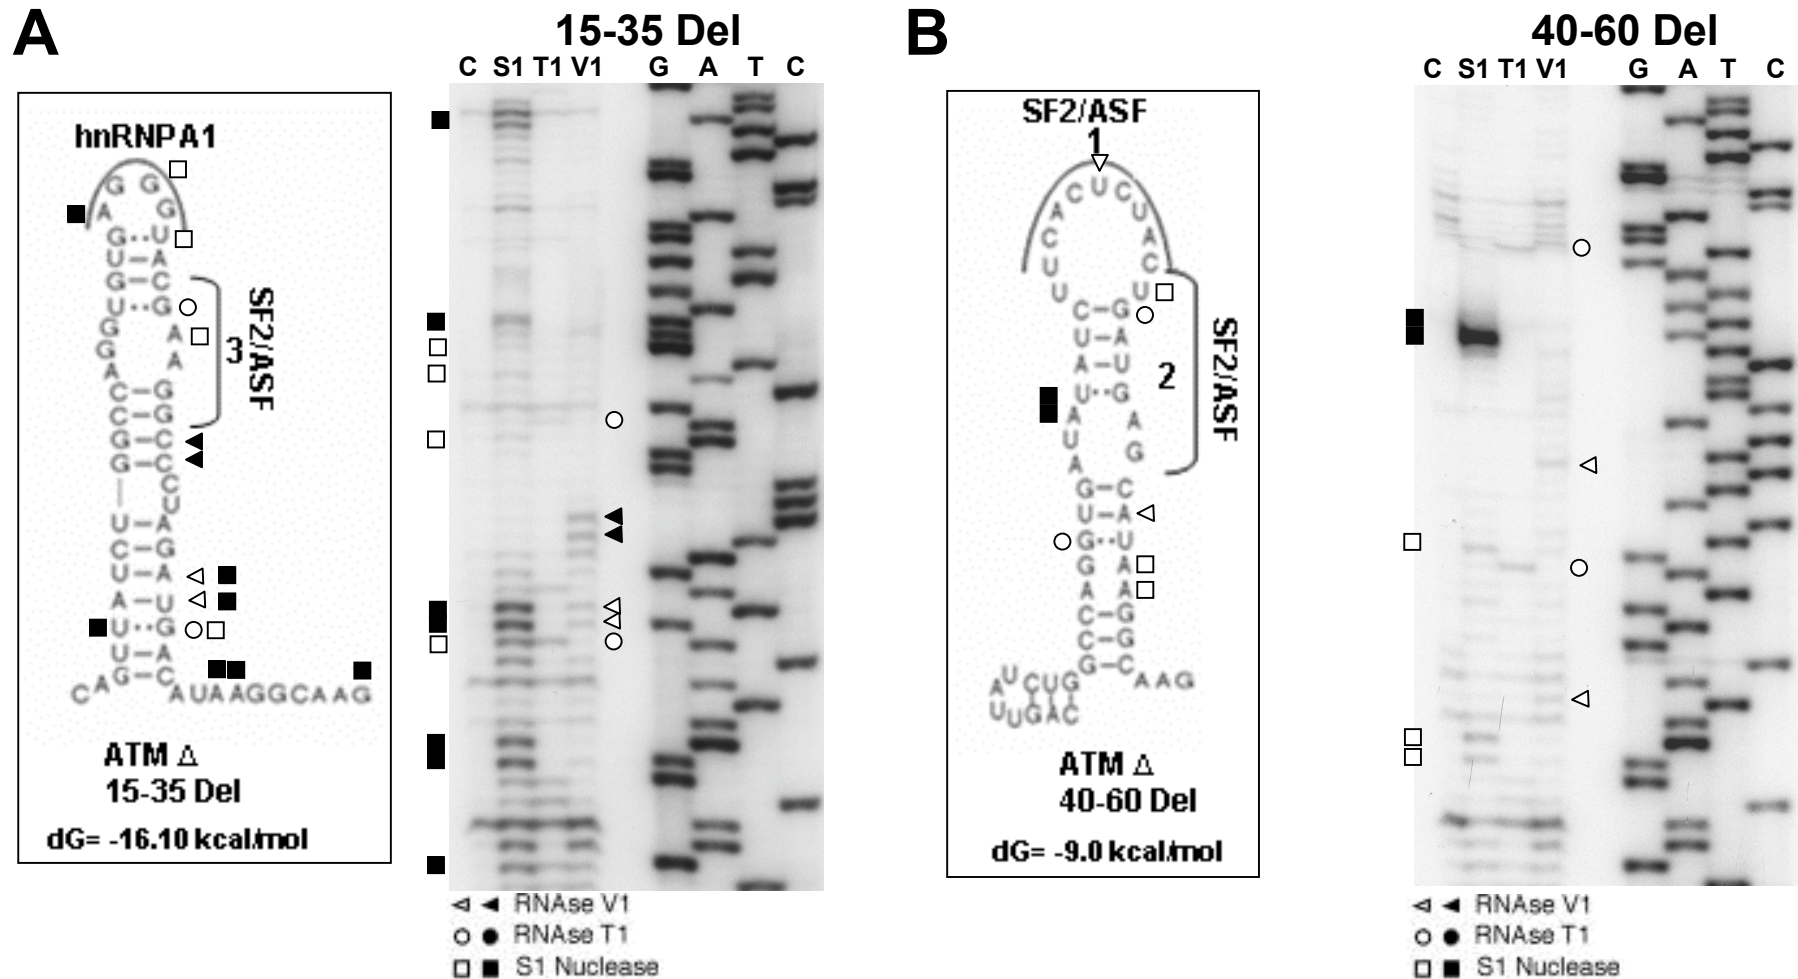 A
15-35 Del
C S1 T1 V1 G A T C
hnRNPA1
G G
A G
G U
U A
G C
U G
G A
G A
A
C G
C G
G C
G C
C
U
U A
C G
U A
A U
U G
U A
C A G C A U A A G G C A A G
3
SF2/ASF
ATM Δ
15-35 Del
dG= -16.10 kcal/mol
RNAse V1
RNAse T1
S1 Nuclease
B
40-60 Del
C S1 T1 V1 G A T C
SF2/ASF
1
C U C
A U
C A
U C
U U
C G
U A
A U
U G
A A
U G
A
G C
U A
G U
G A
A G
C G
G C
A U C U G A A G
U U G A C
2
SF2/ASF
ATM Δ
40-60 Del
dG= -9.0 kcal/mol
RNAse V1
RNAse T1
S1 Nuclease